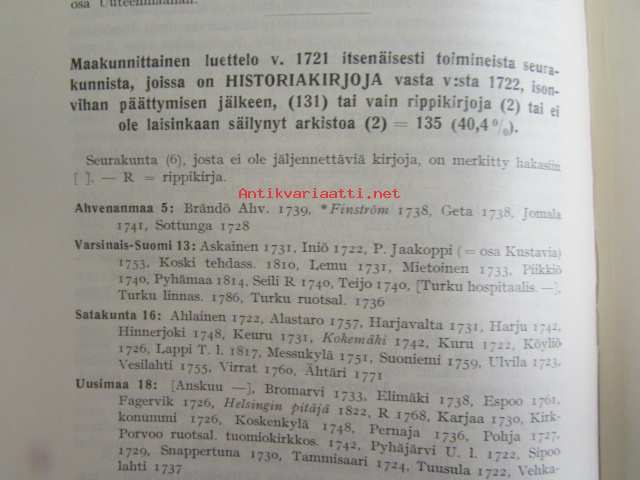 osa Uuteenmaahan.
Maakunnittainen luettelo v. 1721 itsenäisesti toimineista seura-
kunnista, joissa on HISTORIAKIRJOJA vasta v:sta 1722, ison-
vihan päättymisen jälkeen, (131) tai vain rippikirjoja (2) tai ei
ole laisinkaan säilynyt arkistoa (2) = 135 (40,4 %).
Seurakunta (6), josta ei ole jäljennettäviä kirjoja, on merkitty hakasiin
[ ]. — R = rippikirja.
Antikvariaatti.net
Ahvenanmaa 5: Brändö Ahv. 1739, *Finström 1738, Geta 1738, Jomala
1741, Sottunga 1728
Varsinais-Suomi 13: Askainen 1731, Iniö 1722, P. Jaakoppi (= osa Kustavia)
1753, Koski tehdass. 1810, Lemu 1731, Mietoinen 1733, Piikkiö
1740, Pyhämaa 1814, Seili R 1740, Teijo 1740, [Turku hospitaalis. —],
Turku linnas. 1786, Turku ruotsal. 1736
Satakunta 16: Ahlainen 1722, Alastaro 1757, Harjavalta 1731, Harju 1742,
Hinnerjoki 1748, Keuru 1731, Kokemäki 1742, Kuru 1722, Köyliö
1726, Lappi T. l. 1817, Messukylä 1751, Suoniemi 1759, Ulvila 1723,
Vesilahti 1755, Virrat 1760, Ähtäri 1771
Uusimaa 18: [Anskuu —], Bromarvi 1733, Elimäki 1738, Espoo 1761,
Fagervik 1726, Helsingin pitäjä 1822, R 1768, Karjaa 1730, Kirk-
konummi 1726, Koskenkylä 1748, Pernaja 1736, Pohja 1727,
Porvoo ruotsal. tuomiokirkkos. 1742, Pyhäjärvi U. l. 1722, Sipoo
1729, Snappertuna 1730, Tammisaari 1724, Tuusula 1722, Vehka-
lahti 1737